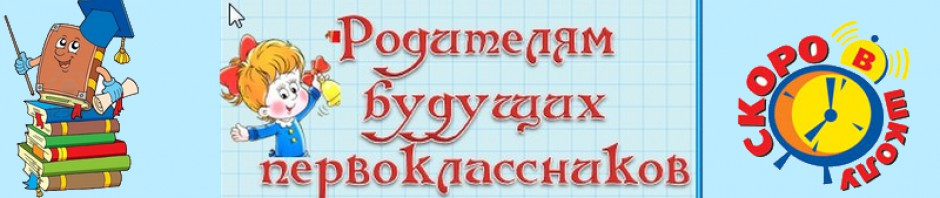 Родителям
будущих
первоклассников
СКОРО В ШКОЛУ